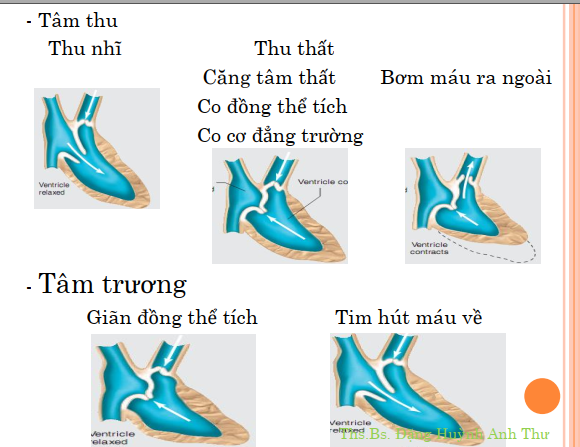 - Tâm thu
Thu nhĩ
Thu thất
Căng tâm thất
Bơm máu ra ngoài
Co đồng thể tích
Co cơ đẳng trường
Ventricle
relaxed
Ventricle co
Ventricle
contracts
- Tâm trương
Giãn đồng thể tích
Tim hút máu về
Ventricle
relaxed
Ventricle
relaxed
Ths.Bs. Đặng Huỳnh Anh Thư